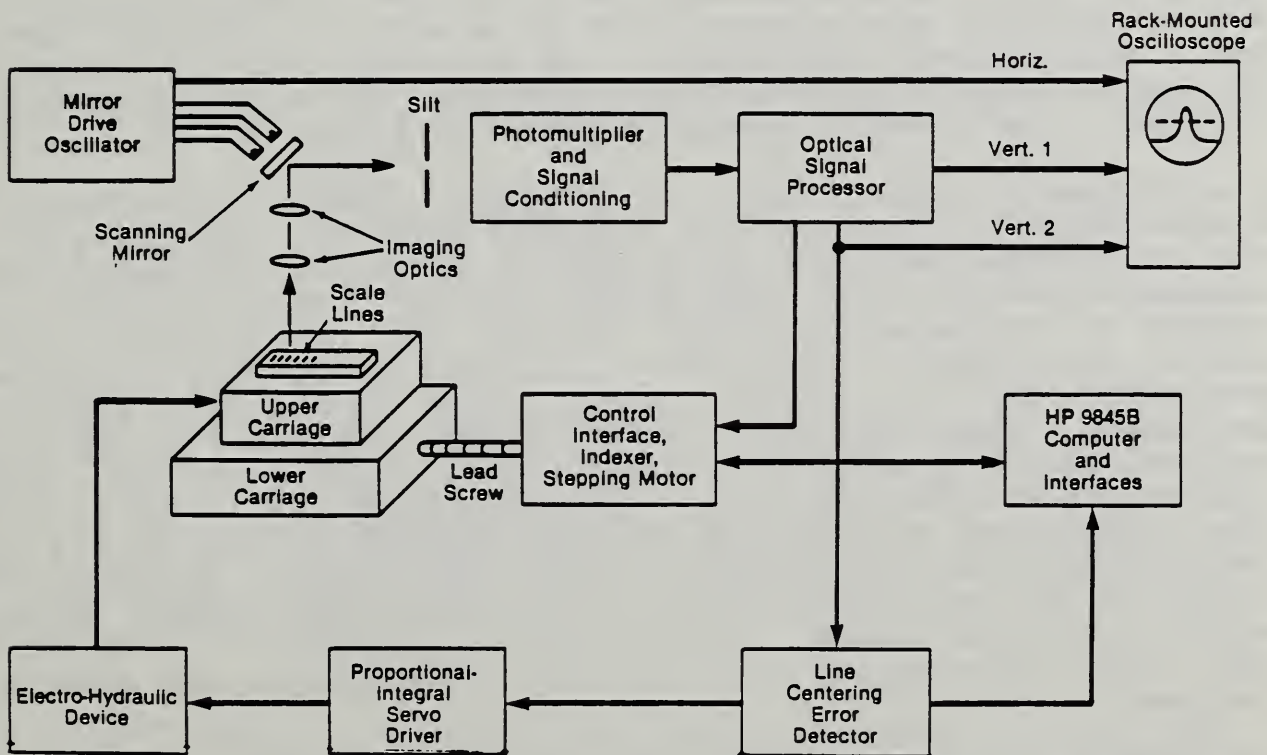 Rack-Mounted
Oscilloscope
Horiz.
Mirror
Drive
Oscillator
Silt
Photomultiplier
and
Signal
Conditioning
Optical
Signal
Processor
Vert. 1
Vert. 2
Scanning
Mirror
Imaging
Optics
Scale
Lines
Upper
Carriage
Lower
Carriage
Lead
Screw
Control
Interface,
Indexer,
Stepping Motor
HP 9845B
Computer
and
Interfaces
Electro-Hydraulic
Device
Proportional-
Integral
Servo
Driver
Line
Centering
Error
Detector